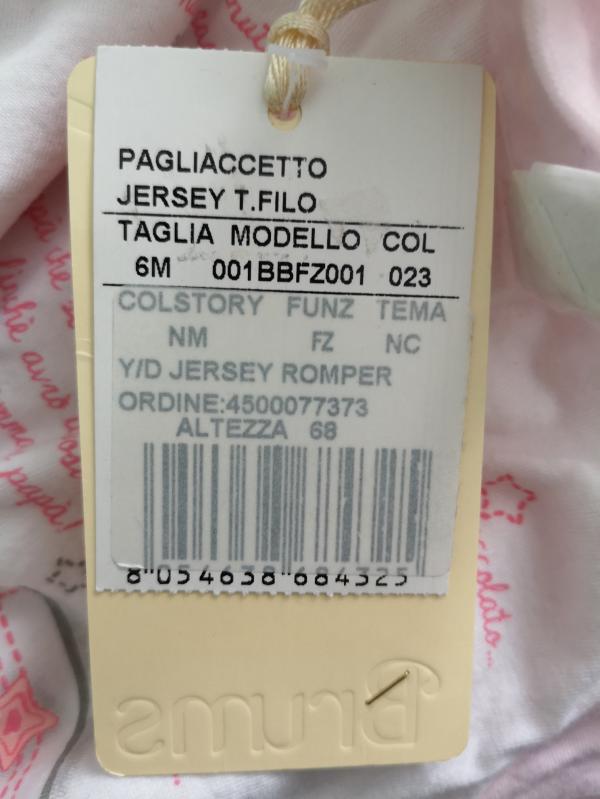 PAGLIACCETTO
JERSEY T.FILO
TAGLIA MODELLO COL
6M 001BBFZ001 023
COLSTORY FUNZ TEMA
NM FZ NC
Y/D JERSEY ROMPER
ORDINE:4500077373
ALTEZZA 68
8"054638"684325
Brums
papà!